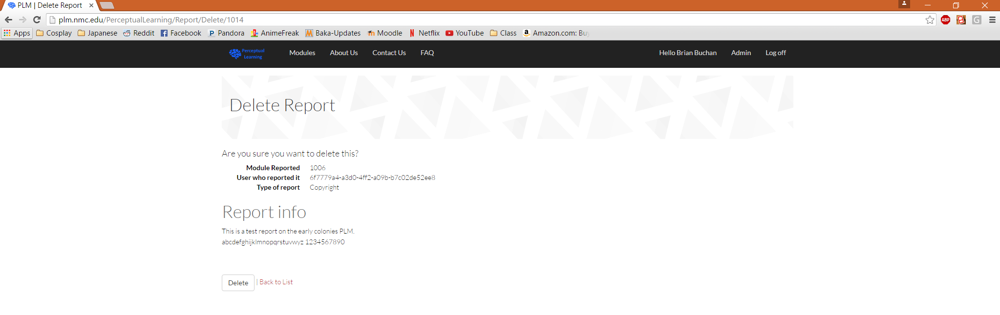 PLM | Delete Report
plm.nmc.edu/PerceptualLearning/Report/Delete/1014
ABP
G
Apps Cosplay Japanese Reddit Facebook Pandora AnimeFreak Baka-Updates Moodle Netflix YouTube Class Amazon.com: Bu
Perceptual
Learning
Modules About Us Contact Us FAQ Hello Brian Buchan Admin Log off
Delete Report
Are you sure you want to delete this?
Module Reported 1006
User who reported it 6f7779a4-a3d0-4ff2-a09b-b7c02de52ee8
Type of report Copyright
Report info
This is a test report on the early colonies PLM.
abcdefghijklmnopqrstuvwyz 1234567890
Delete | Back to List